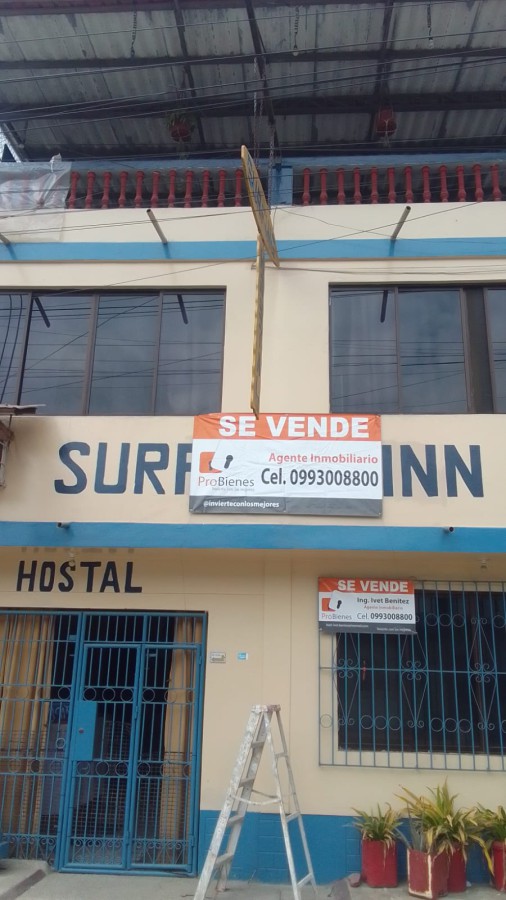 SE VENDE
Agente Inmobiliario
ProBienes
Cel. 0993008800
@invierteconlosmejores
SURF INN
HOSTAL
SE VENDE
Ing. Ivet Benitez
Agente Inmobiliario
ProBienes Cel. 0993008800